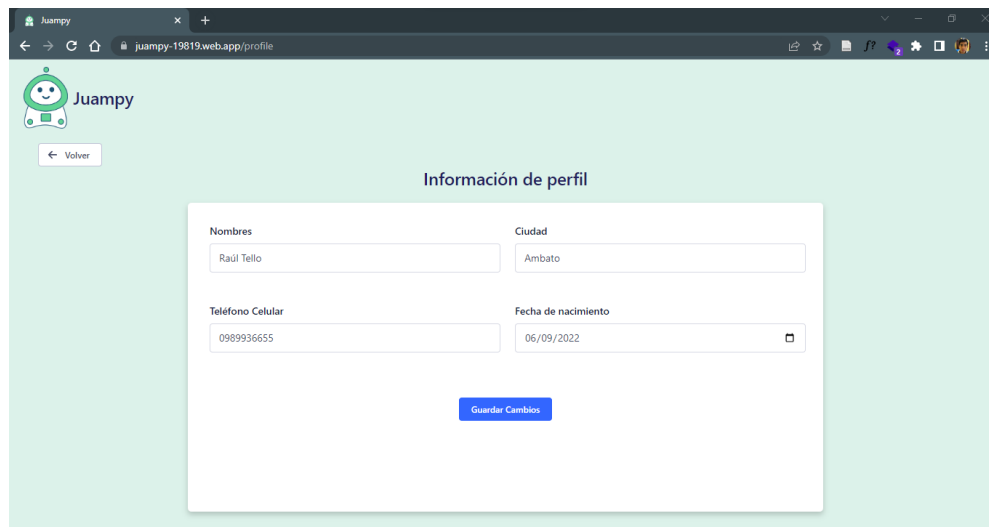 Juampy
juampy-19819.web.app/profile
f?
2
Juampy
Volver
Información de perfil
Nombres
Ciudad
Raúl Tello
Ambato
Teléfono Celular
Fecha de nacimiento
0989936655
06/09/2022
Guardar Cambios